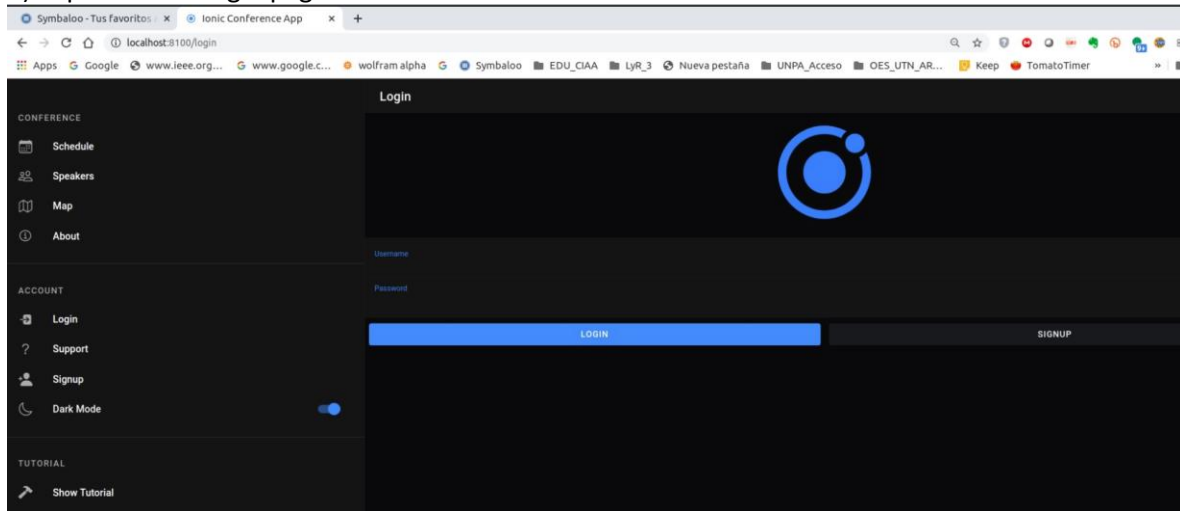 Symbaloo - Tus favoritos
Ionic Conference App
localhost:8100/login
Apps Google www.ieee.org... www.google.c... wolfram alpha Symbaloo EDU_CIAA LyR_3 Nueva pestaña UNPA_Acceso OES_UTN_AR... Keep TomatoTimer »
Login
CONFERENCE
Schedule
Speakers
Map
About
Username
Password
LOGIN SIGNUP
ACCOUNT
Login
Support
Signup
Dark Mode
TUTORIAL
Show Tutorial